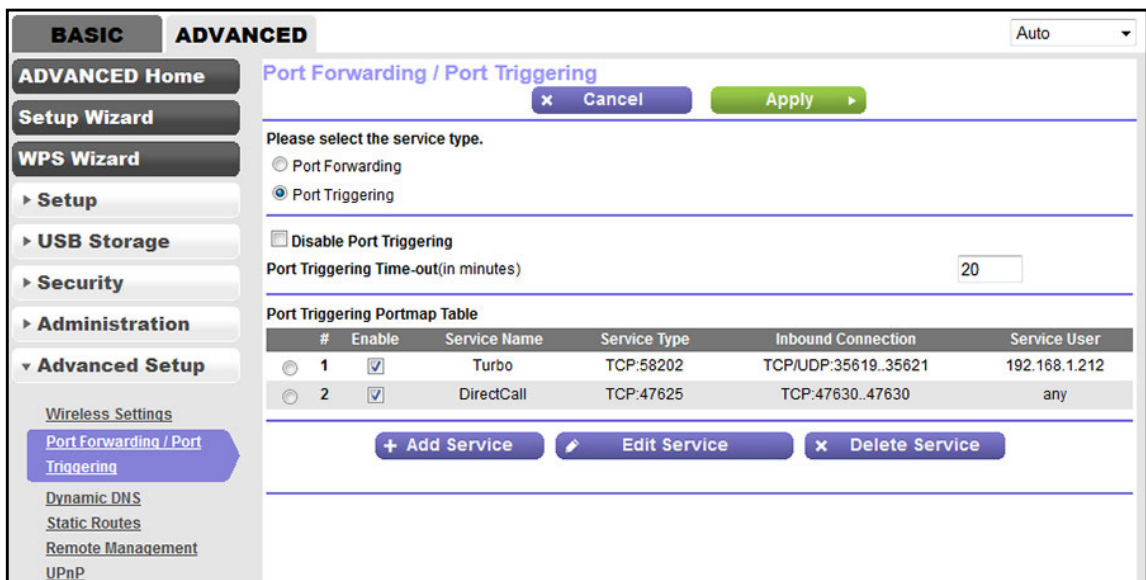 BASIC
ADVANCED
Auto
ADVANCED Home
Setup Wizard
WPS Wizard
Setup
USB Storage
Security
Administration
Advanced Setup
Wireless Settings
Port Forwarding / Port
Triggering
Dynamic DNS
Static Routes
Remote Management
UPnP
Port Forwarding / Port Triggering
Cancel
Apply
Please select the service type.
Port Forwarding
Port Triggering
Disable Port Triggering
Port Triggering Time-out(in minutes) 20
Port Triggering Portmap Table
# Enable Service Name Service Type Inbound Connection Service User
1 Turbo TCP:58202 TCP/UDP:35619..35621 192.168.1.212
2 DirectCall TCP:47625 TCP:47630..47630 any
+ Add Service Edit Service x Delete Service